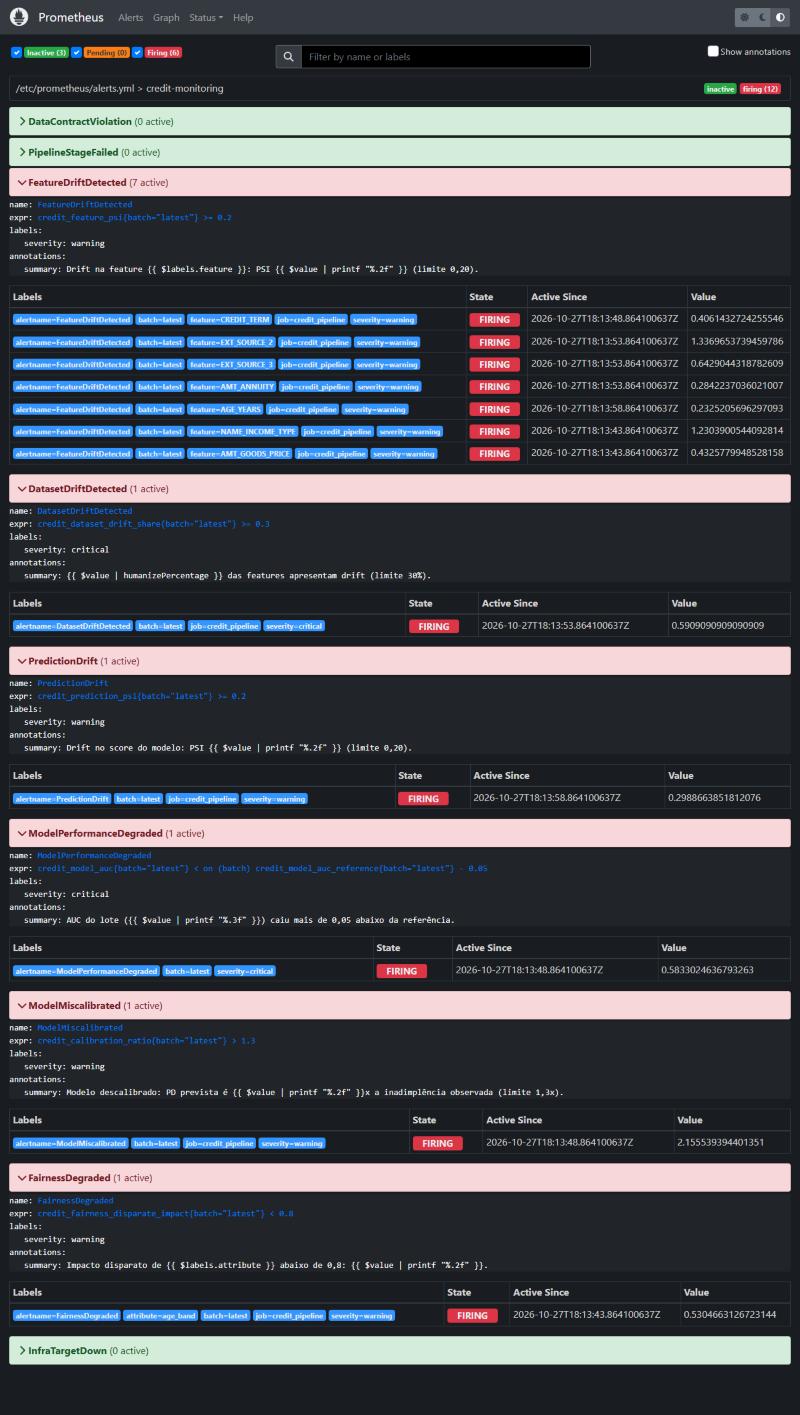 Prometheus Alerts Graph Status Help
Inactive (3) Pending (0) Firing (6) Filter by name or labels Show annotations
/etc/prometheus/alerts.yml > credit-monitoring inactive firing (12)
DataContractViolation (0 active)
PipelineStageFailed (0 active)
FeatureDriftDetected (7 active)
name: FeatureDriftDetected
expr: credit_feature_psi{batch="latest"} >= 0.2
labels:
severity: warning
annotations:
summary: Drift na feature {{ $labels.feature }}: PSI {{ $value | printf "%.2f" }} (limite 0,20).
Labels State Active Since Value
alertname=FeatureDriftDetected batch=latest feature=CREDIT_TERM job=credit_pipeline severity=warning FIRING 2026-10-27T18:13:48.864100637Z 0.4061432724255546
alertname=FeatureDriftDetected batch=latest feature=EXT_SOURCE_2 job=credit_pipeline severity=warning FIRING 2026-10-27T18:13:53.864100637Z 1.3369653739459786
alertname=FeatureDriftDetected batch=latest feature=EXT_SOURCE_3 job=credit_pipeline severity=warning FIRING 2026-10-27T18:13:53.864100637Z 0.6429044318782609
alertname=FeatureDriftDetected batch=latest feature=AMT_ANNUITY job=credit_pipeline severity=warning FIRING 2026-10-27T18:13:53.864100637Z 0.2842237036021007
alertname=FeatureDriftDetected batch=latest feature=AGE_YEARS job=credit_pipeline severity=warning FIRING 2026-10-27T18:13:58.864100637Z 0.2325205696297093
alertname=FeatureDriftDetected batch=latest feature=NAME_INCOME_TYPE job=credit_pipeline severity=warning FIRING 2026-10-27T18:13:43.864100637Z 1.2303900544092814
alertname=FeatureDriftDetected batch=latest feature=AMT_GOODS_PRICE job=credit_pipeline severity=warning FIRING 2026-10-27T18:13:43.864100637Z 0.4325779948528158
DatasetDriftDetected (1 active)
name: DatasetDriftDetected
expr: credit_dataset_drift_share{batch="latest"} >= 0.3
labels:
severity: critical
annotations:
summary: {{ $value | humanizePercentage }} das features apresentam drift (limite 30%).
Labels State Active Since Value
alertname=DatasetDriftDetected batch=latest job=credit_pipeline severity=critical FIRING 2026-10-27T18:13:53.864100637Z 0.5909090909090909
PredictionDrift (1 active)
name: PredictionDrift
expr: credit_prediction_psi{batch="latest"} >= 0.2
labels:
severity: warning
annotations:
summary: Drift no score do modelo: PSI {{ $value | printf "%.2f" }} (limite 0,20).
Labels State Active Since Value
alertname=PredictionDrift batch=latest job=credit_pipeline severity=warning FIRING 2026-10-27T18:13:58.864100637Z 0.2988663851812076
ModelPerformanceDegraded (1 active)
name: ModelPerformanceDegraded
expr: credit_model_auc{batch="latest"} < on (batch) credit_model_auc_reference{batch="latest"} - 0.05
labels:
severity: critical
annotations:
summary: AUC do lote ({{ $value | printf "%.3f" }}) caiu mais de 0,05 abaixo da referência.
Labels State Active Since Value
alertname=ModelPerformanceDegraded batch=latest severity=critical FIRING 2026-10-27T18:13:48.864100637Z 0.5833024636793263
ModelMiscalibrated (1 active)
name: ModelMiscalibrated
expr: credit_calibration_ratio{batch="latest"} > 1.3
labels:
severity: warning
annotations:
summary: Modelo descalibrado: PD prevista é {{ $value | printf "%.2f" }}x a inadimplência observada (limite 1,3x).
Labels State Active Since Value
alertname=ModelMiscalibrated batch=latest job=credit_pipeline severity=warning FIRING 2026-10-27T18:13:48.864100637Z 2.155539394401351
FairnessDegraded (1 active)
name: FairnessDegraded
expr: credit_fairness_disparate_impact{batch="latest"} < 0.8
labels:
severity: warning
annotations:
summary: Impacto disparato de {{ $labels.attribute }} abaixo de 0,8: {{ $value | printf "%.2f" }}.
Labels State Active Since Value
alertname=FairnessDegraded attribute=age_band batch=latest job=credit_pipeline severity=warning FIRING 2026-10-27T18:13:43.864100637Z 0.5304663126723144
InfraTargetDown (0 active)